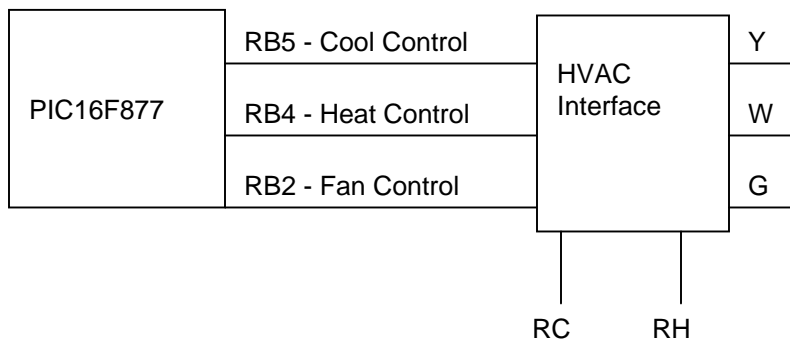 RB5 - Cool Control
Y
HVAC
Interface
PIC16F877
RB4 - Heat Control
W
RB2 - Fan Control
G
RC
RH